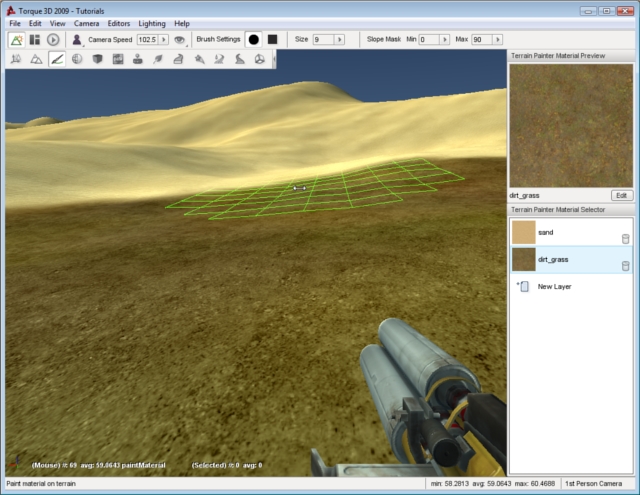 Torque 3D 2009 - Tutorials
File Edit View Camera Editors Lighting Help
Camera Speed 102.5 Brush Settings Size 9 Slope Mask Min 0 Max 90
Terrain Painter Material Preview
dirt_grass Edit
Terrain Painter Material Selector
sand
dirt_grass
New Layer
(Mouse) #: 69 avg: 59.0643 paintMaterial (Selected) #: 0 avg: 0
Paint material on terrain min: 58.2813 avg: 59.0643 max: 60.4688 1st Person Camera